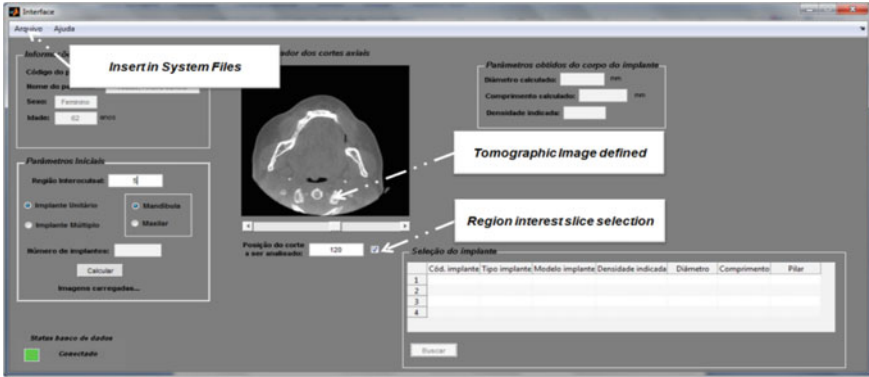 Interface
Arquivo Ajuda
Insert in System Files
Código do
Nome do
Sexo: Feminino
Idade: 62 anos
dos cortes axiais
Parâmetros obtidos do corpo do implante
Diâmetro calculado: mm
Comprimento calculado: mm
Densidade indicada:
Tomographic Image defined
Parâmetros Iniciais
Região Interoclusal: 5
Implante Unitário
Implante Múltiplo
Mandíbula
Maxilar
Número de implantes:
Calcular
Imagens carregadas...
Region interest slice selection
Posição do corte
a ser analisado: 120
Seleção do implante
Cód. implante Tipo implante Modelo implante Densidade indicada Diâmetro Comprimento Pilar
1
2
3
4
Buscar
Status banco de dados
Conectado